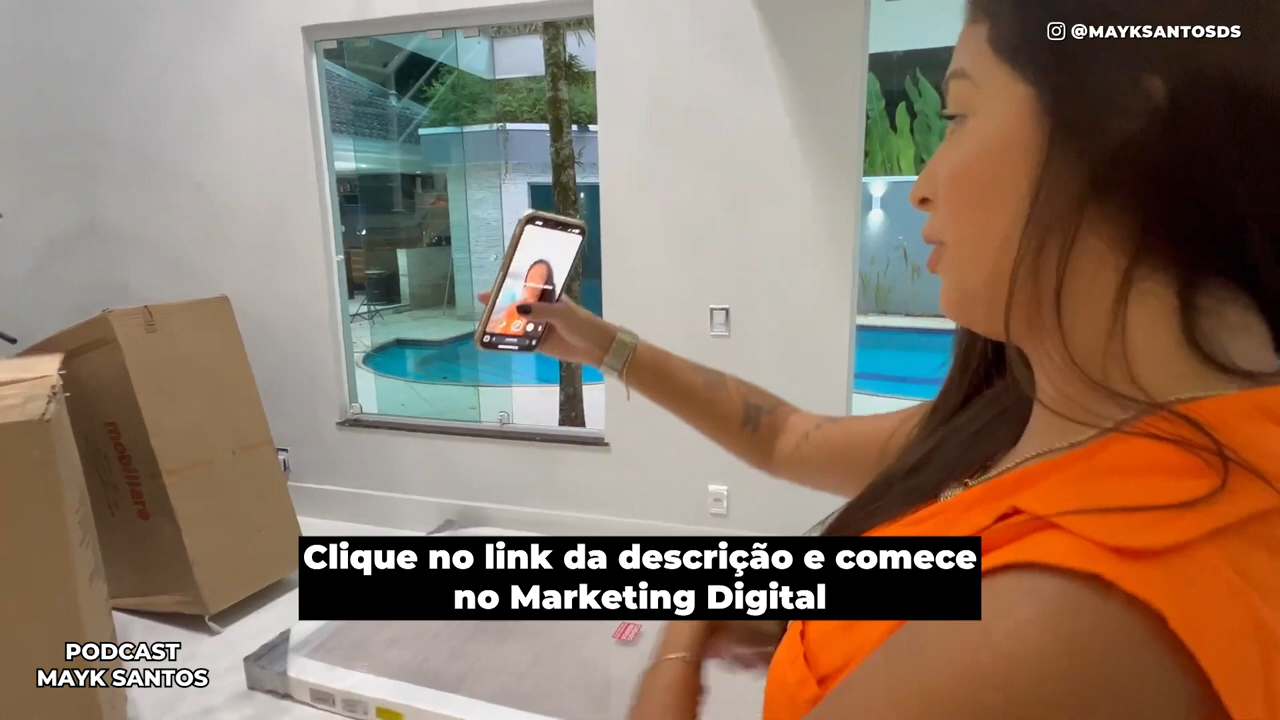 @MAYKSANTOSDS
mobiliare
Clique no link da descrição e comece
no Marketing Digital
PODCAST
MAYK SANTOS